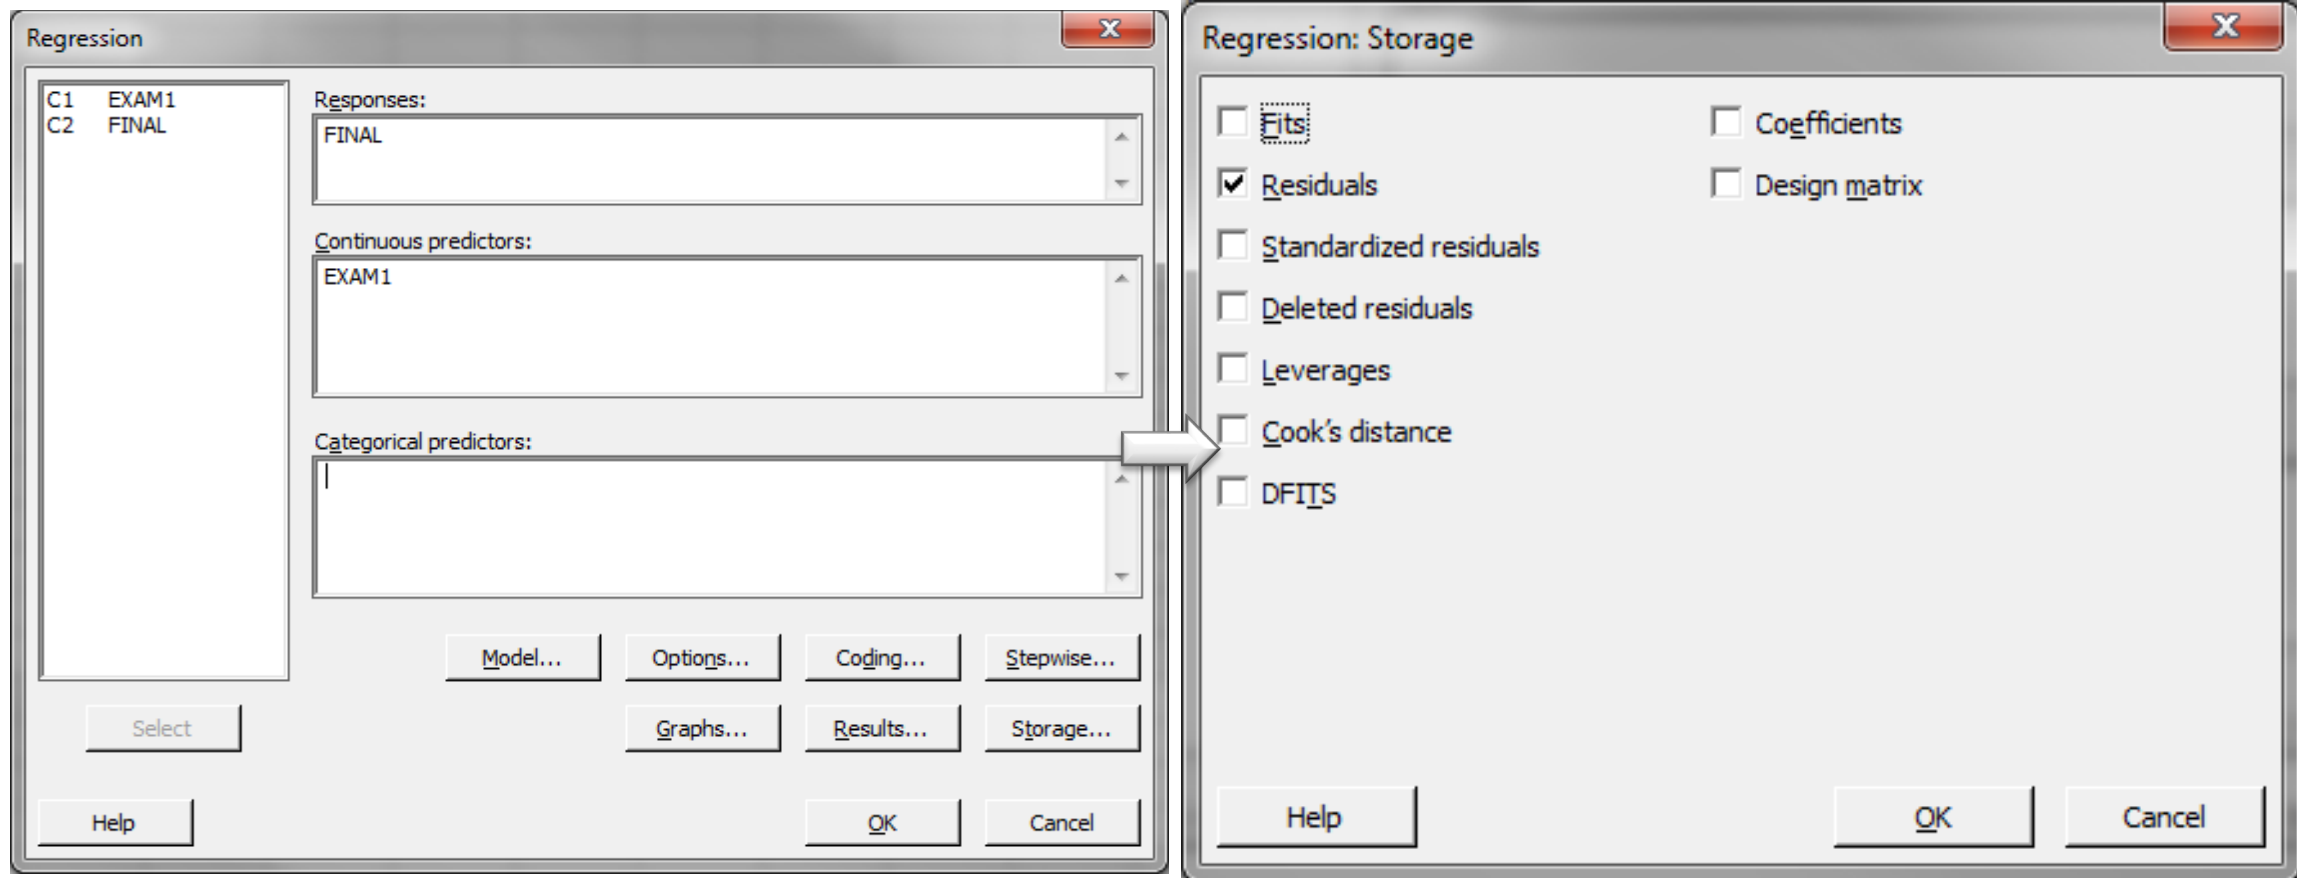 Regression
C1 EXAM1
C2 FINAL
Responses:
FINAL
Continuous predictors:
EXAM1
Categorical predictors:
Model...
Options...
Coding...
Stepwise...
Select
Graphs...
Results...
Storage...
Help
OK
Cancel
Regression: Storage
Fits
Coefficients
Residuals
Design matrix
Standardized residuals
Deleted residuals
Leverages
Cook's distance
DFITS
Help
OK
Cancel